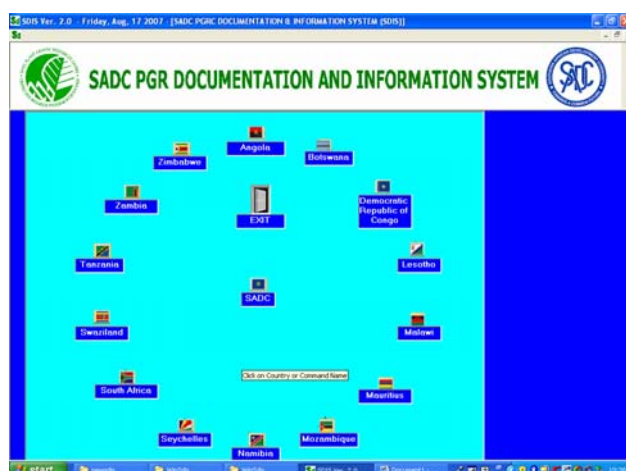 SDIS Ver. 2.0 - Friday, Aug, 17 2007 - [SADC PGRC DOCUMENTATION & INFORMATION SYSTEM (SDIS)]
SADC PGR DOCUMENTATION AND INFORMATION SYSTEM
Angola
Zimbabwe
Botswana
Zambia
EXIT
Democratic
Republic of
Congo
Tanzania
Lesotho
SADC
Swaziland
Malawi
Click on Country or Command Name
South Africa
Mauritius
Seychelles
Mozambique
Namibia
start